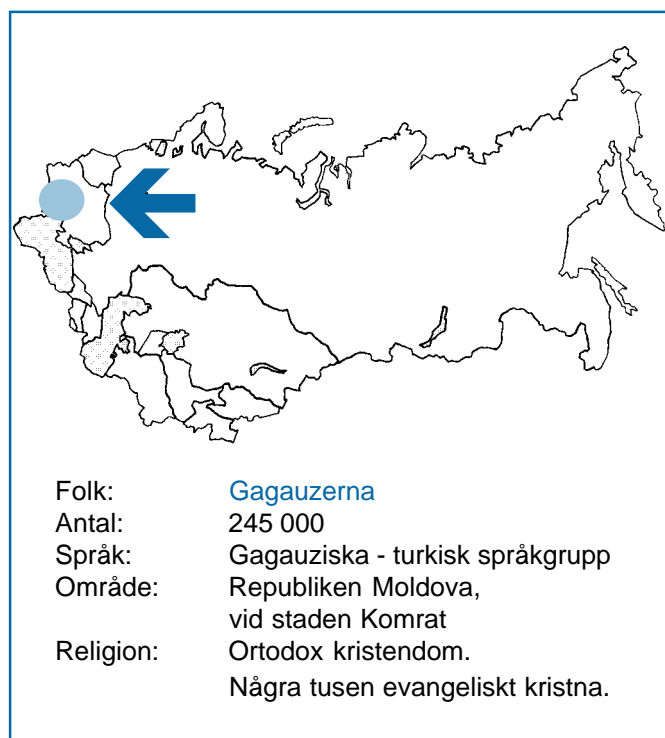 Folk: Gagauzerna
Antal: 245 000
Språk: Gagauziska - turkisk språkgrupp
Område: Republiken Moldova,
vid staden Komrat
Religion: Ortodox kristendom.
Några tusen evangeliskt kristna.